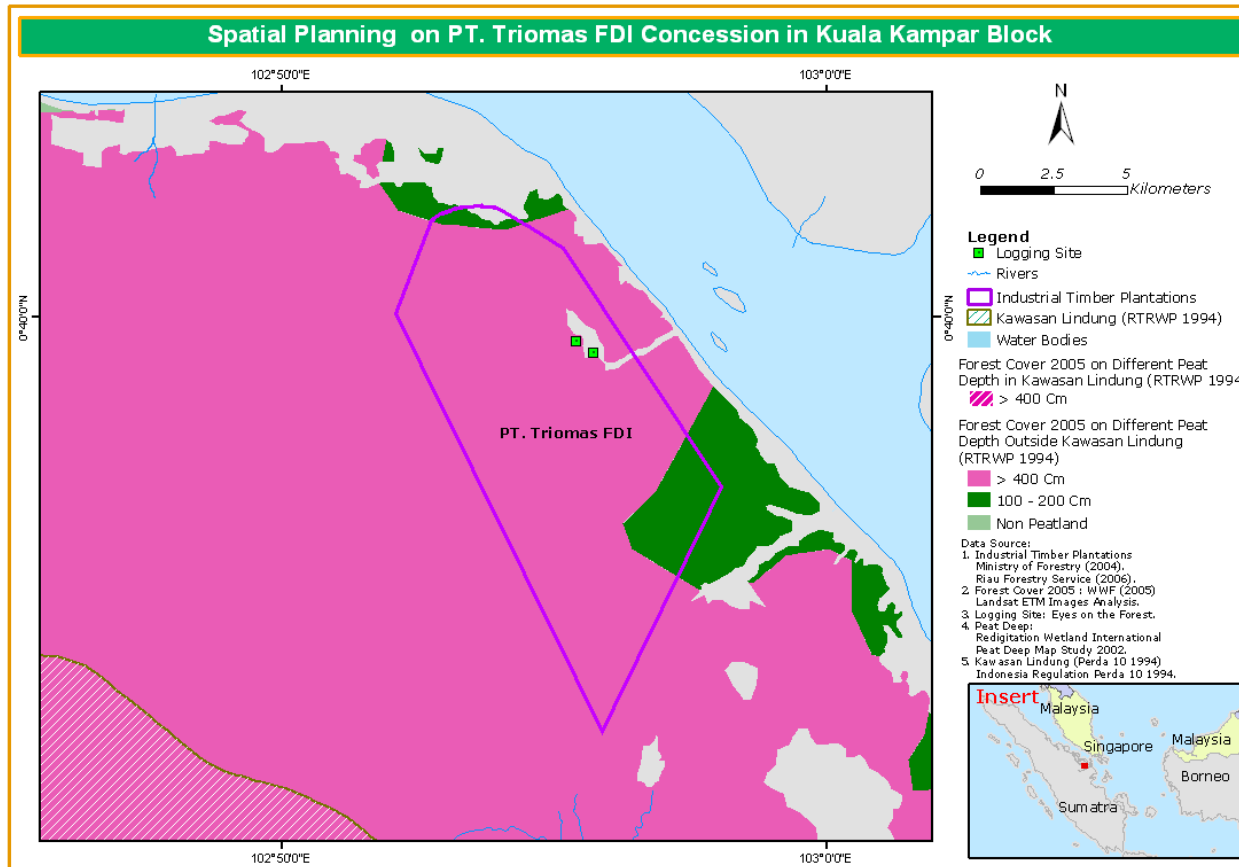 Spatial Planning on PT. Triomas FDI Concession in Kuala Kampar Block
102°50'0"E
103°0'0"E
0°40'0"N
0°40'0"N
PT. Triomas FDI
102°50'0"E
103°0'0"E
N
0 2.5 5
Kilometers
Legend
Logging Site
Rivers
Industrial Timber Plantations
Kawasan Lindung (RTRWP 1994)
Water Bodies
Forest Cover 2005 on Different Peat
Depth in Kawasan Lindung (RTRWP 1994
> 400 Cm
Forest Cover 2005 on Different Peat
Depth Outside Kawasan Lindung
(RTRWP 1994)
> 400 Cm
100 - 200 Cm
Non Peatland
Data Source:
1. Industrial Timber Plantations
Ministry of Forestry (2004).
Riau Forestry Service (2006).
2. Forest Cover 2005 : WWF (2005)
Landsat ETM Images Analysis.
3. Logging Site: Eyes on the Forest.
4. Peat Deep:
Redigitation Wetland International
Peat Deep Map Study 2002.
5. Kawasan Lindung (Perda 10 1994)
Indonesia Regulation Perda 10 1994.
Insert
Malaysia
Singapore
Malaysia
Borneo
Sumatra